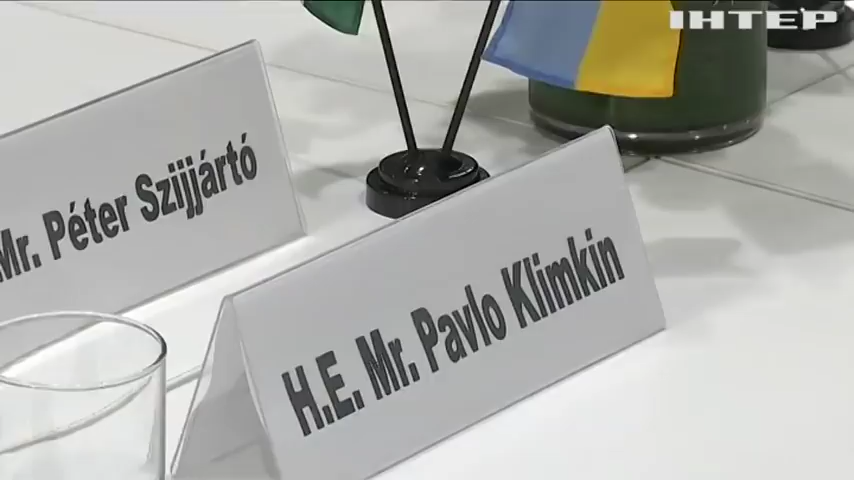 ІНТЕР
Mr. Péter Szijjártó
H.E. Mr. Pavlo Klimkin